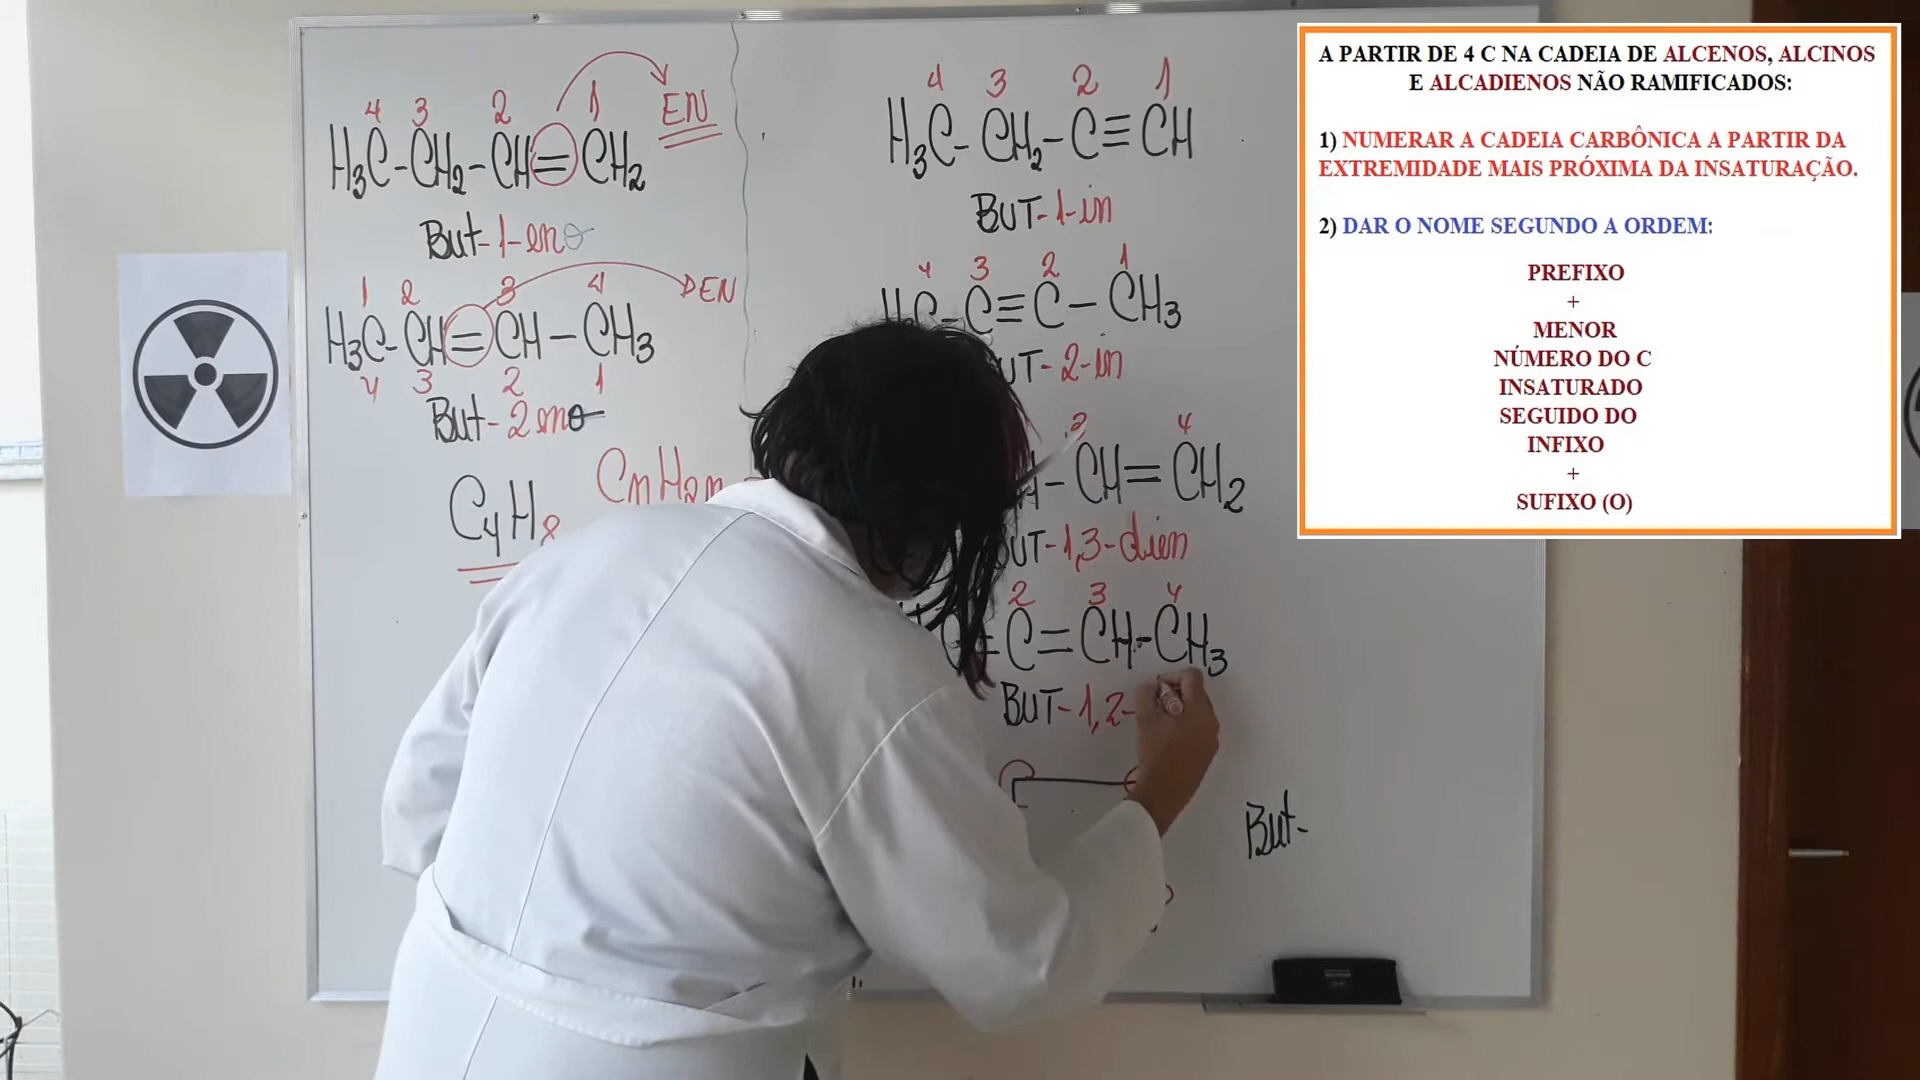 4 3 2 1
EN
H3C-CH2-CH=CH2
But-1-eno
1 2 3 4
EN
H3C-CH=CH-CH3
4 3 2 1
But-2 eno
C4H8
CnH2n
4 3 2 1
H3C-CH2-C≡CH
BUT-1-in
4 3 2 1
H3C-C≡C-CH3
BUT-2-in
3 4
-CH=CH2
BUT-1,3-dien
2 3 4
=C=CH-CH3
BUT-1,2-
But-
A PARTIR DE 4 C NA CADEIA DE ALCENOS, ALCINOS
E ALCADIENOS NÃO RAMIFICADOS:
1) NUMERAR A CADEIA CARBÔNICA A PARTIR DA
EXTREMIDADE MAIS PRÓXIMA DA INSATURAÇÃO.
2) DAR O NOME SEGUNDO A ORDEM:
PREFIXO
+
MENOR
NÚMERO DO C
INSATURADO
SEGUIDO DO
INFIXO
+
SUFIXO (O)